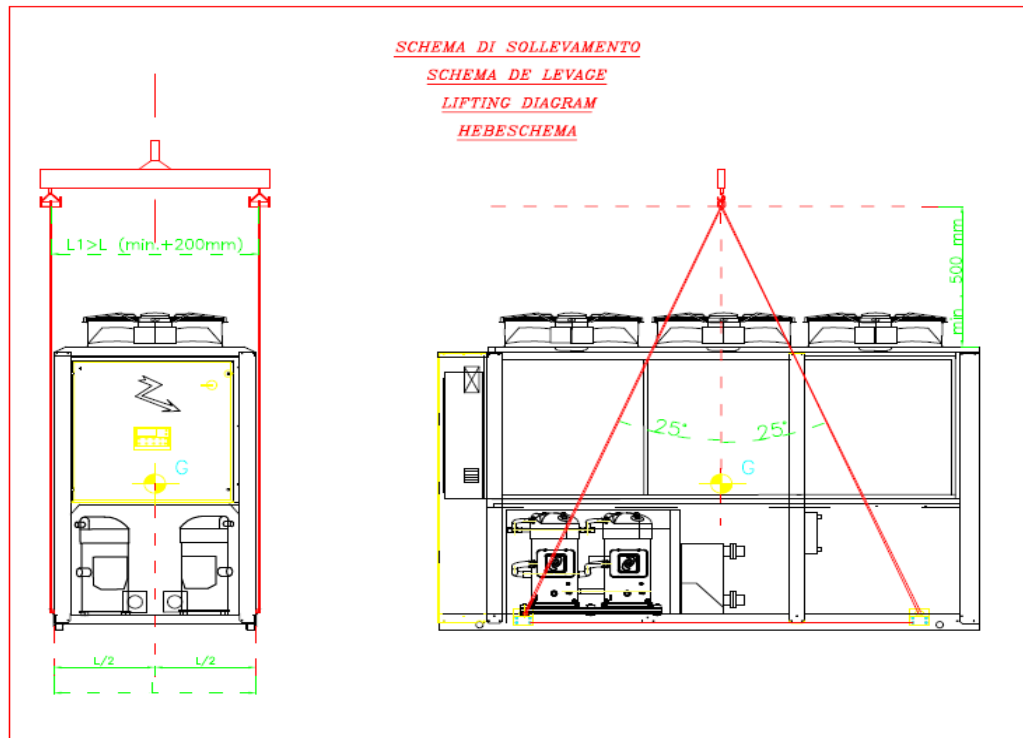 SCHEMA DI SOLLEVAMENTO
SCHEMA DE LEVAGE
LIFTING DIAGRAM
HEBESCHEMA
L1>L (min.+200mm)
min 500 mm
25°
25°
G
G
L/2
L/2
L